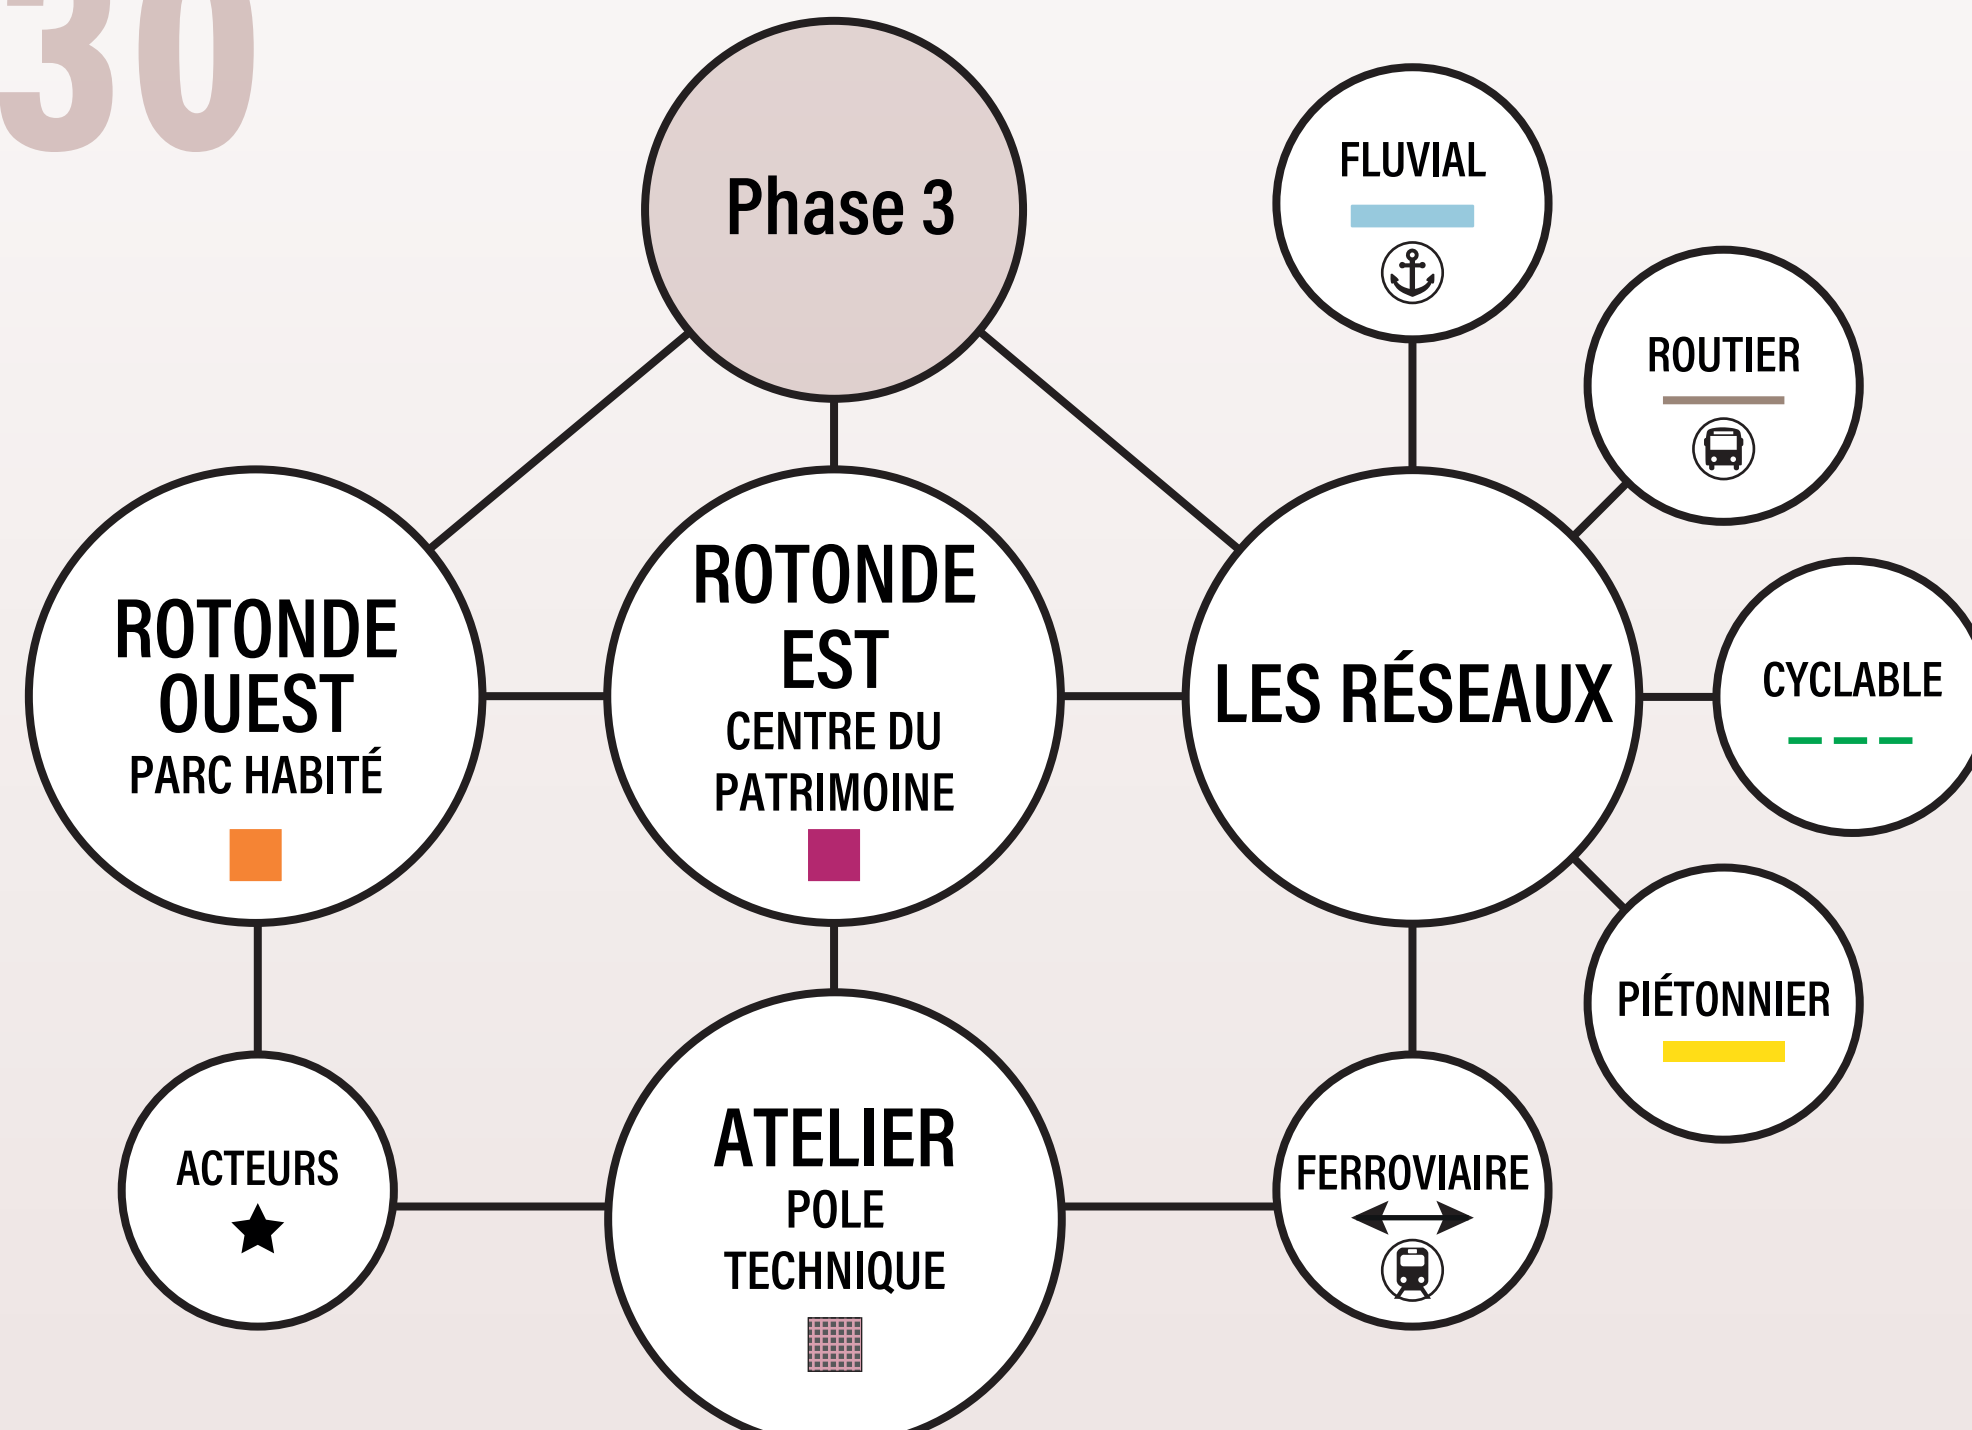 30
Phase 3
FLUVIAL
ROUTIER
ROTONDE
OUEST
PARC HABITÉ
ROTONDE
EST
CENTRE DU
PATRIMOINE
LES RÉSEAUX
CYCLABLE
PIÉTONNIER
ACTEURS
ATELIER
POLE
TECHNIQUE
FERROVIAIRE